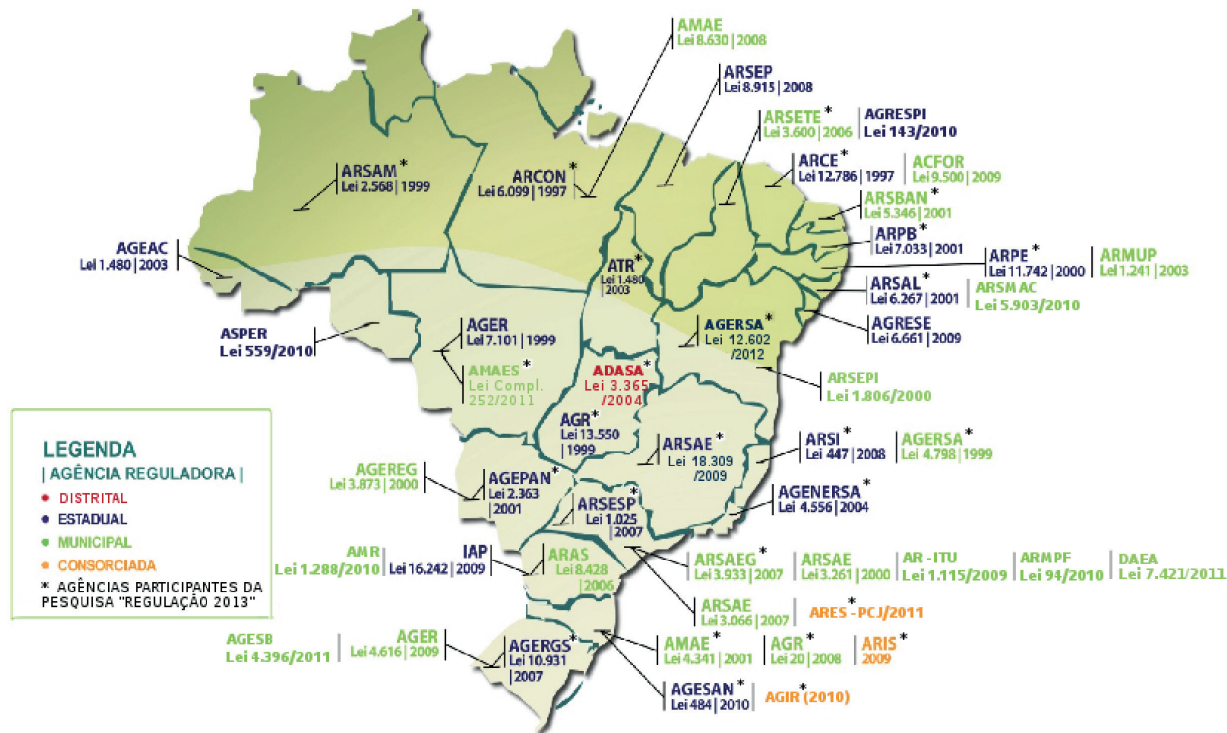 AMAE
Lei 8.630 | 2008
ARSEP
Lei 8.915 | 2008
ARSETE *
Lei 3.600 | 2006
AGRESPI
Lei 143/2010
ARSAM *
Lei 2.568 | 1999
ARCON *
Lei 6.099 | 1997
ARCE *
Lei 12.786 | 1997
ACFOR
Lei 9.500 | 2009
ARSBAN *
Lei 5.346 | 2001
ARPB *
Lei 7.033 | 2001
AGEAC
Lei 1.480 | 2003
ATR *
Lei 1.480
| 2003
ARPE *
Lei 11.742 | 2000
ARMUP
Lei 1.241 | 2003
ARSAL *
Lei 6.267 | 2001
ARSMAC
Lei 5.903/2010
ASPER
Lei 559/2010
AGER
Lei 7.101 | 1999
AGERSA *
Lei 12.602
/2012
AGRESE
Lei 6.661 | 2009
AMAES *
Lei Compl.
252/2011
ADASA *
Lei 3.365
/2004
ARSEPI
Lei 1.806/2000
AGR *
Lei 13.550
| 1999
ARSAE *
Lei 18.309
/2009
ARSI *
Lei 447 | 2008
AGERSA *
Lei 4.798 | 1999
LEGENDA
| AGÊNCIA REGULADORA |
DISTRITAL
ESTADUAL
MUNICIPAL
CONSORCIADA
* AGÊNCIAS PARTICIPANTES DA
PESQUISA "REGULAÇÃO 2013"
AGEREG
Lei 3.873 | 2000
AGEPAN *
Lei 2.363
| 2001
ARSESP *
Lei 1.025
| 2007
AGENERSA *
Lei 4.556 | 2004
AMR
Lei 1.288/2010
IAP
Lei 16.242 | 2009
ARAS
Lei 8.428
| 2006
ARSAEG *
Lei 3.933 | 2007
ARSAE
Lei 3.261 | 2000
AR-ITU
Lei 1.115/2009
ARMPF
Lei 94/2010
DAEA
Lei 7.421/2011
ARSAE
Lei 3.066 | 2007
ARES -PCJ/2011
AGESB
Lei 4.396/2011
AGER
Lei 4.616 | 2009
AGERGS *
Lei 10.931
| 2007
AMAE *
Lei 4.341 | 2001
AGR *
Lei 20 | 2008
ARIS *
2009
AGESAN *
Lei 484 | 2010
AGIR * (2010)